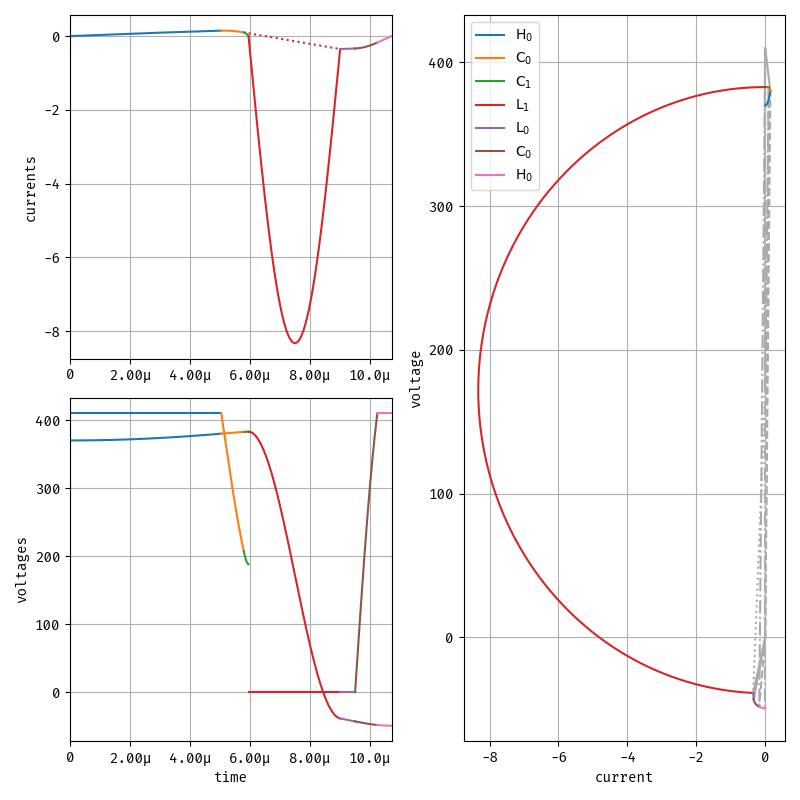 0
−2
−4
−6
−8
currents
0
2.00μ
4.00μ
6.00μ
8.00μ
10.0μ
400
300
200
100
0
voltages
0
2.00μ
4.00μ
6.00μ
8.00μ
10.0μ
time
H₀
C₀
C₁
L₁
L₀
C₀
H₀
400
300
200
100
0
voltage
−8
−6
−4
−2
0
current